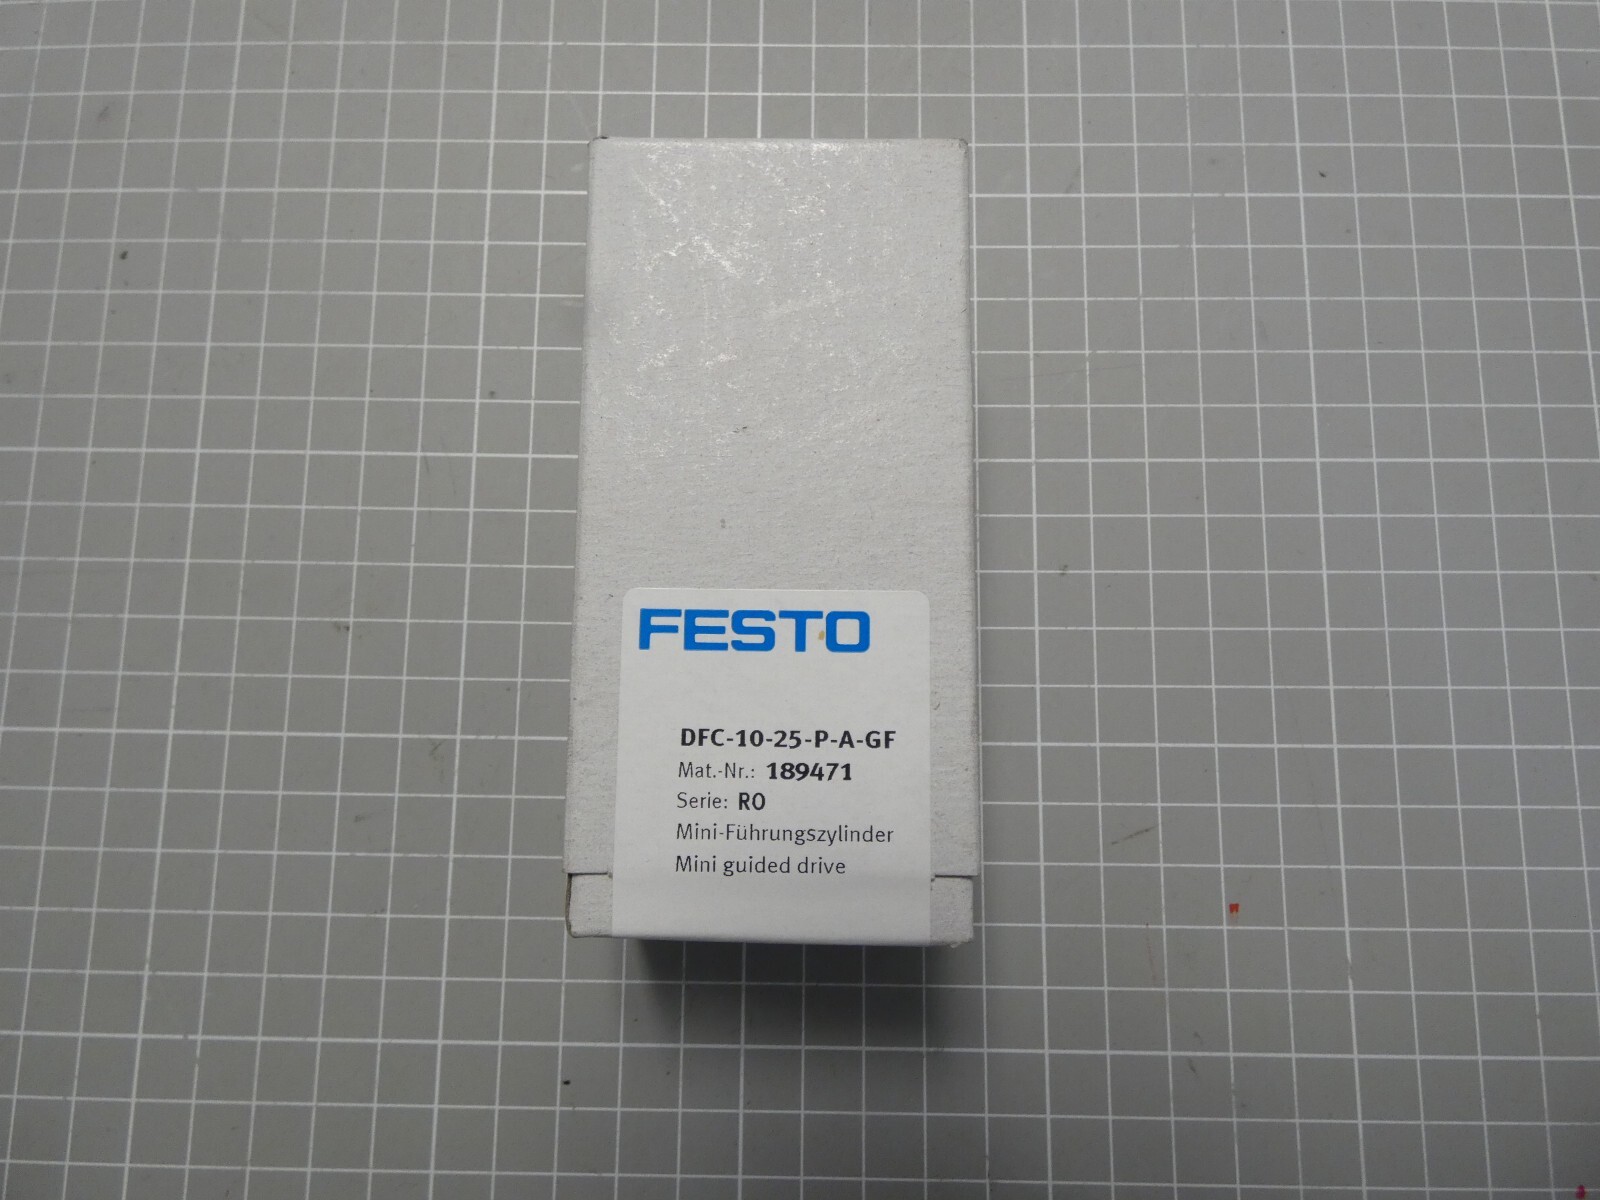 FESTO
DFC-10-25-P-A-GF
Mat.-Nr.: 189471
Serie: R0
Mini-Führungszylinder
Mini guided drive